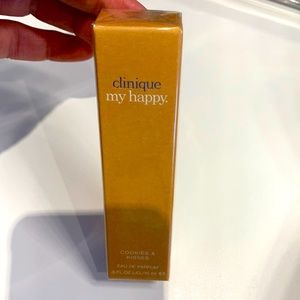 clinique
my happy.
COOKIES &
KISSES
EAU DE PARFUM